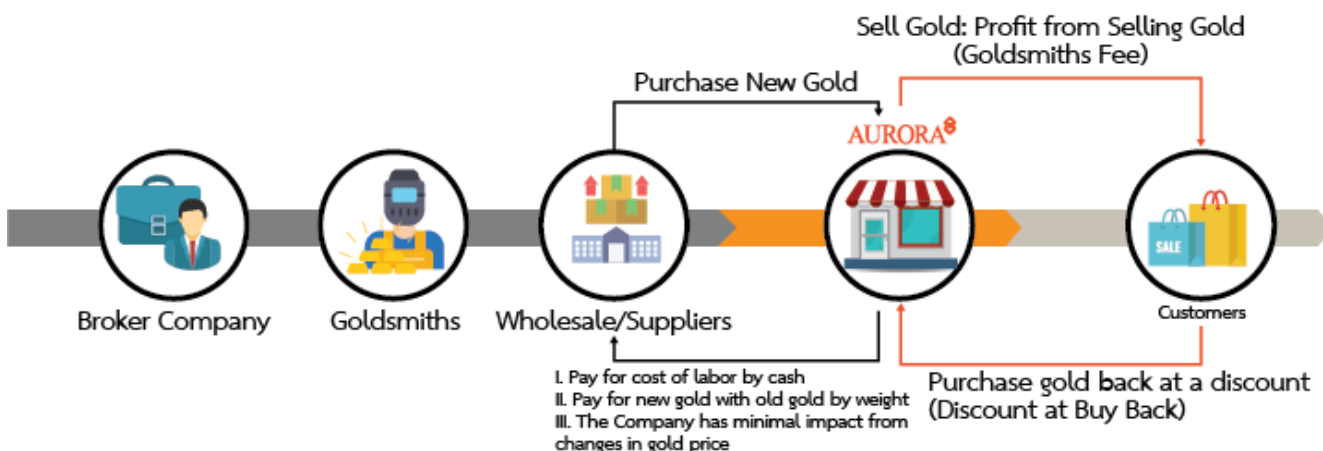 Sell Gold: Profit from Selling Gold
(Goldsmiths Fee)
Purchase New Gold
AURORA
SALE
Broker Company
Goldsmiths
Wholesale/Suppliers
Customers
I. Pay for cost of labor by cash
II. Pay for new gold with old gold by weight
III. The Company has minimal impact from
changes in gold price
Purchase gold back at a discount
(Discount at Buy Back)